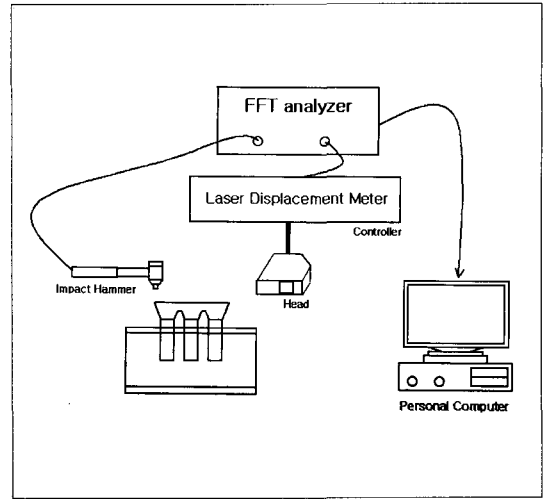 FFT analyzer
Laser Displacement Meter
Controller
Impact Hammer
Head
Personal Computer